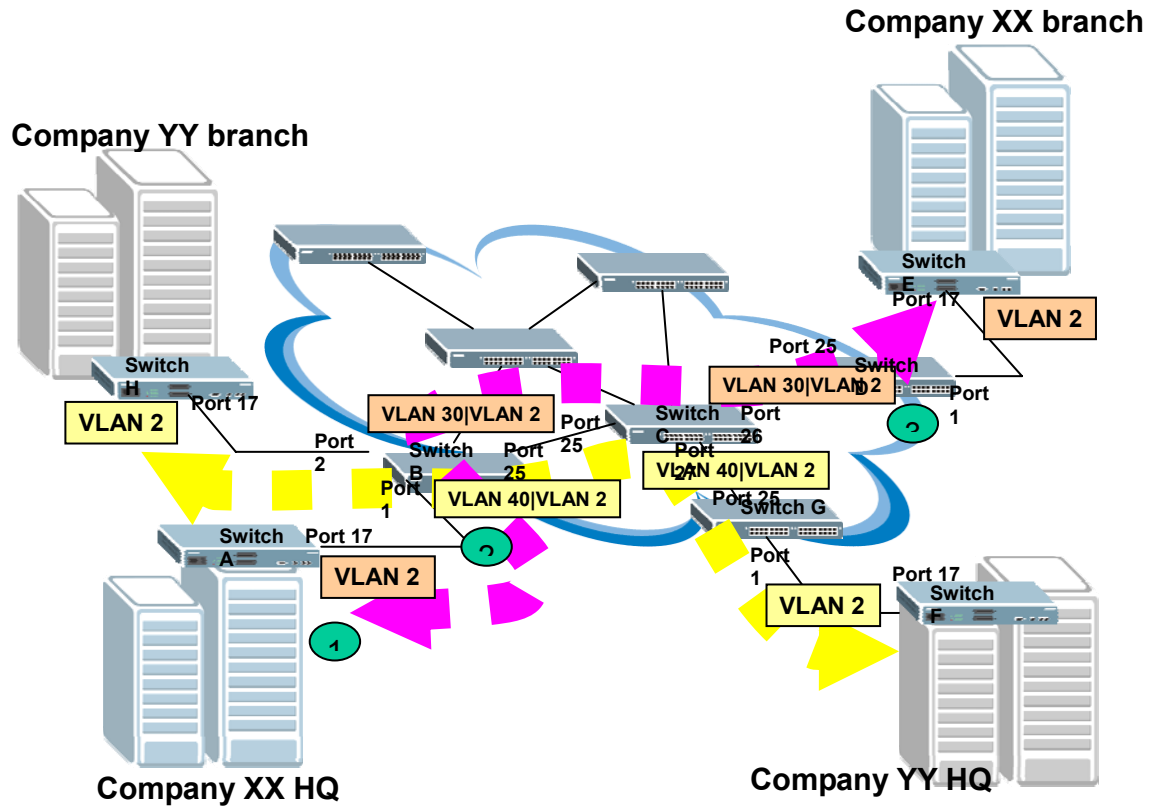 Company XX branch
Company YY branch
Switch
E
Port 17
VLAN 2
Switch
H
Port 17
VLAN 2
Port 25
Switch
D
VLAN 30|VLAN 2
Port
1
VLAN 30|VLAN 2
Port
25
Switch
C
Port
26
Port
27
Port
2
Switch
B
Port
25
Port
1
VLAN 40|VLAN 2
VLAN 40|VLAN 2
Port 25
Switch G
Port
1
Switch
A
Port 17
VLAN 2
VLAN 2
Port 17
Switch
F
Company XX HQ
Company YY HQ